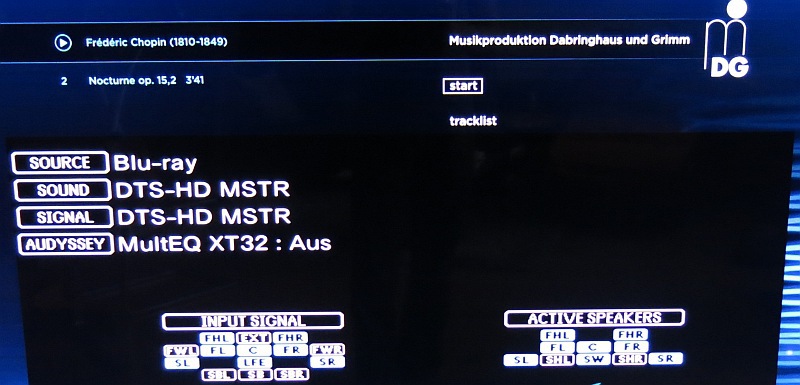 Frédéric Chopin (1810-1849)
Musikproduktion Dabringhaus und Grimm
mDG
2 Nocturne op. 15,2 3'41
start
tracklist
SOURCE Blu-ray
SOUND DTS-HD MSTR
SIGNAL DTS-HD MSTR
AUDYSSEY MultEQ XT32 : Aus
INPUT SIGNAL
FHL EXT FHR
FWL FL C FR FWR
SL LFE SR
SBL SB SBR
ACTIVE SPEAKERS
FHL FHR
FL C FR
SL SHL SW SHR SR